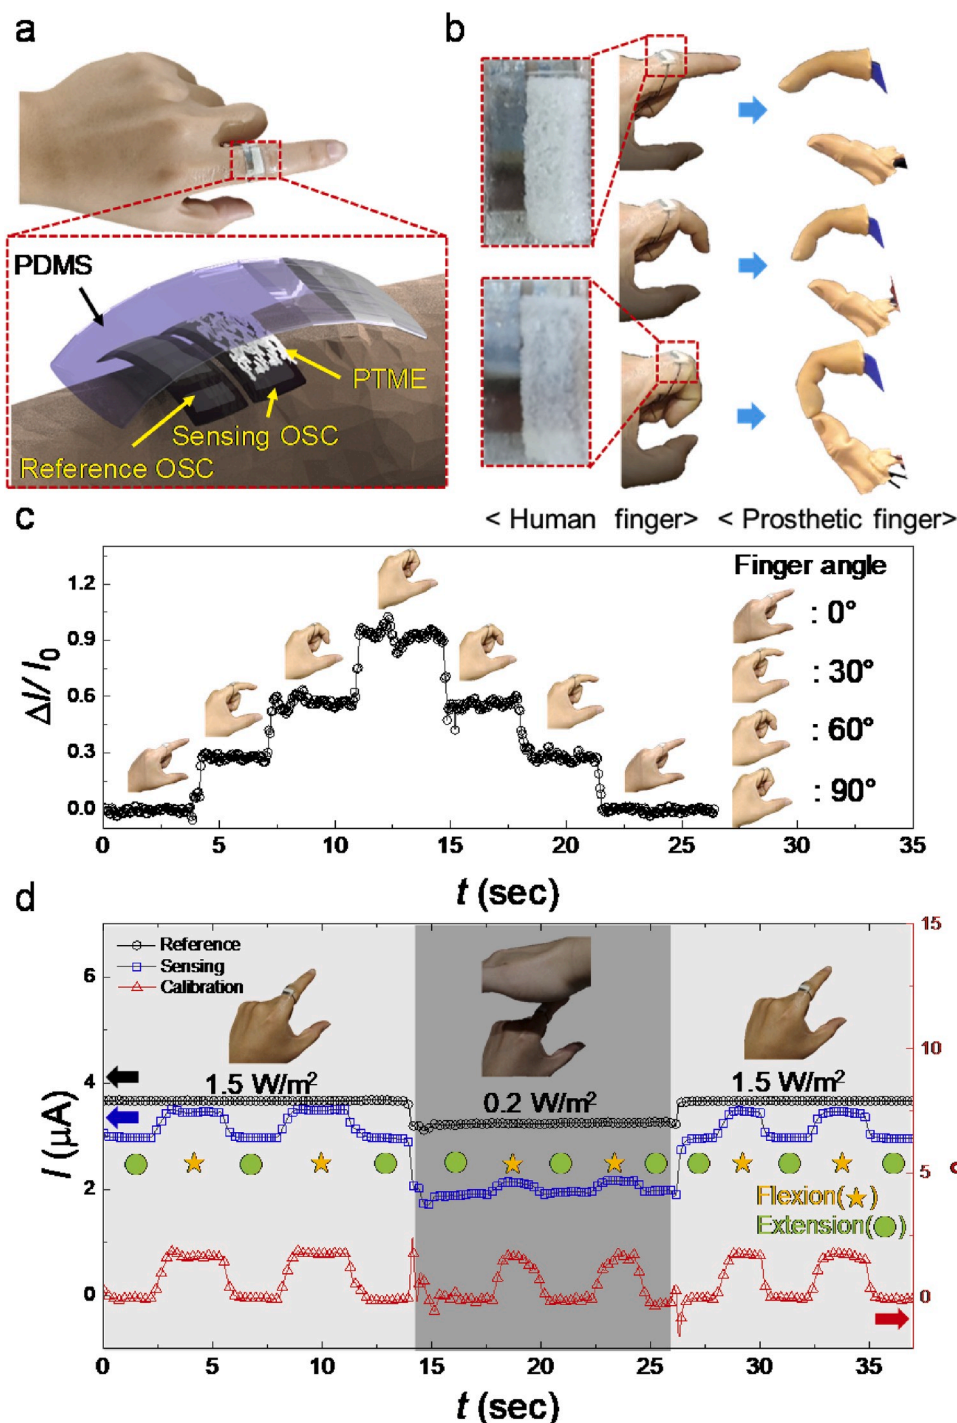 a
b
PDMS
PTME
Sensing OSC
Reference OSC
< Human finger> < Prosthetic finger>
c
ΔI/ I₀
1.2
0.9
0.6
0.3
0.0
Finger angle
: 0°
: 30°
: 60°
: 90°
0 5 10 15 20 25 30 35
t (sec)
d
I (μA)
6
4
2
0
Reference
Sensing
Calibration
1.5 W/m²
0.2 W/m²
1.5 W/m²
Flexion(★)
Extension(●)
15
10
5
0
0 5 10 15 20 25 30 35
t (sec)